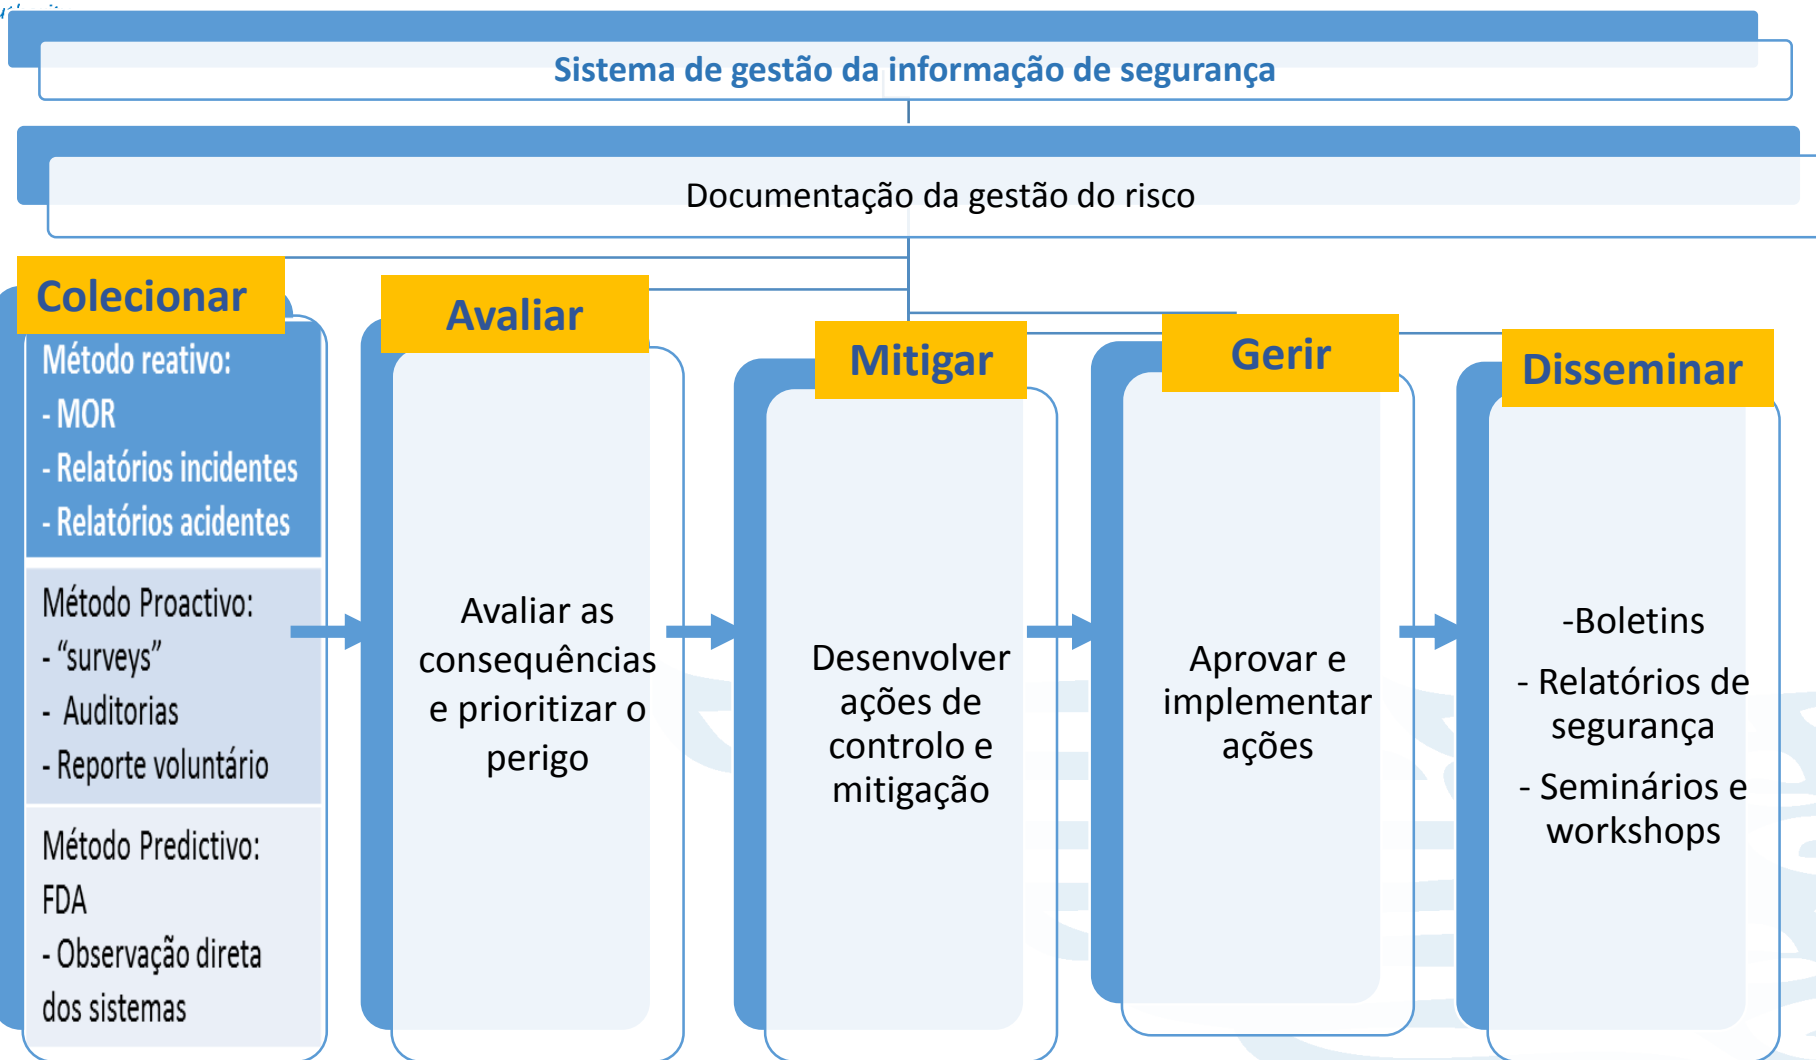 Sistema de gestão da informação de segurança
Documentação da gestão do risco
Colecionar
Método reativo:
- MOR
- Relatórios incidentes
- Relatórios acidentes
Método Proactivo:
- “surveys”
- Auditorias
- Reporte voluntário
Método Predictivo:
FDA
- Observação direta
dos sistemas
Avaliar
Avaliar as
consequências
e prioritizar o
perigo
Mitigar
Desenvolver
ações de
controlo e
mitigação
Gerir
Aprovar e
implementar
ações
Disseminar
-Boletins
- Relatórios de
segurança
- Seminários e
workshops